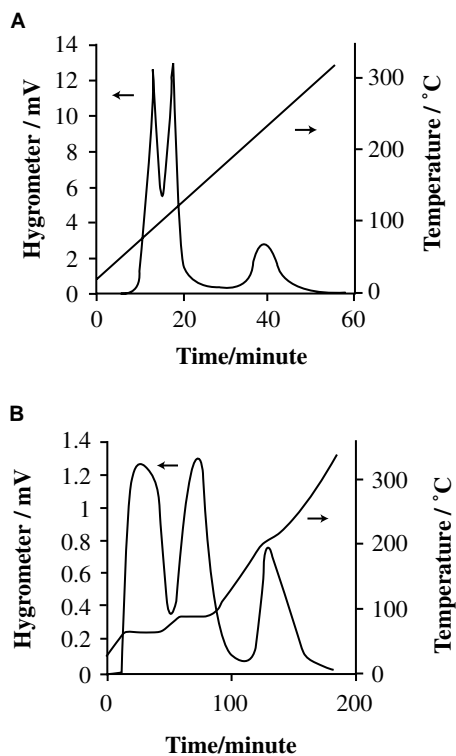 A
Hygrometer / mV
14
12
10
8
6
4
2
0
0 20 40 60
Time/minute
300
200
100
0
Temperature / ˚C
B
Hygrometer / mV
1.4
1.2
1
0.8
0.6
0.4
0.2
0
0 100 200
Time/minute
300
200
100
0
Temperature / ˚C